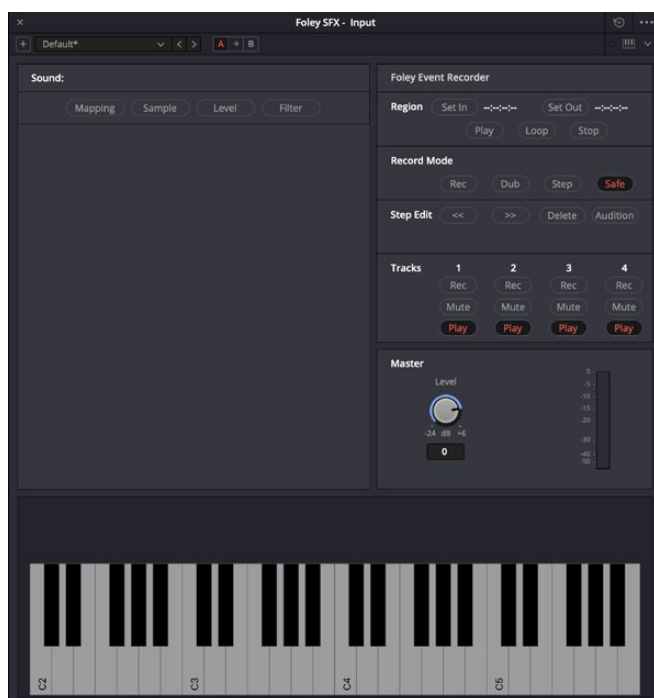 Foley SFX - Input
Default*
A B
Sound:
Mapping Sample Level Filter
Foley Event Recorder
Region Set In --:--:--:-- Set Out --:--:--:--
Play Loop Stop
Record Mode
Rec Dub Step Safe
Step Edit << >> Delete Audition
Tracks 1 2 3 4
Rec Rec Rec Rec
Mute Mute Mute Mute
Play Play Play Play
Master
Level
-24 dB +6
0
0
-5
-10
-15
-20
-30
-40
-50
C2 C3 C4 C5